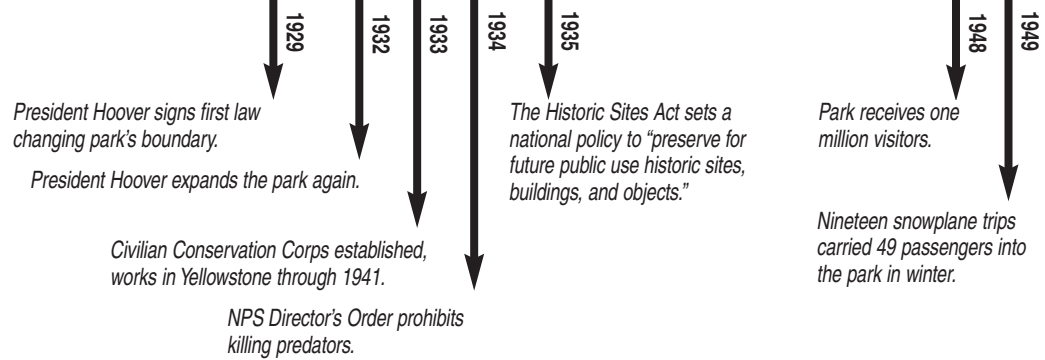 1929
1932
1933
1934
1935
1948
1949
President Hoover signs first law
changing park’s boundary.
President Hoover expands the park again.
Civilian Conservation Corps established,
works in Yellowstone through 1941.
NPS Director’s Order prohibits
killing predators.
The Historic Sites Act sets a
national policy to “preserve for
future public use historic sites,
buildings, and objects.”
Park receives one
million visitors.
Nineteen snowplane trips
carried 49 passengers into
the park in winter.